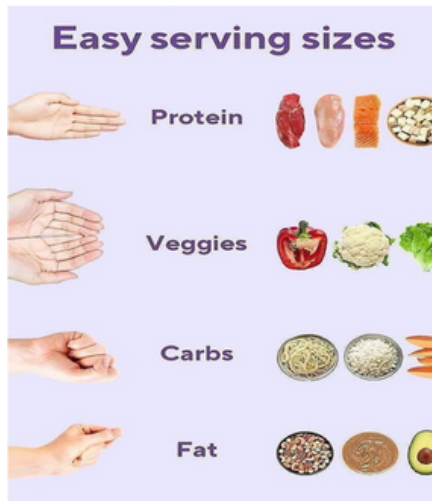 Easy serving sizes
Protein
Veggies
Carbs
Fat